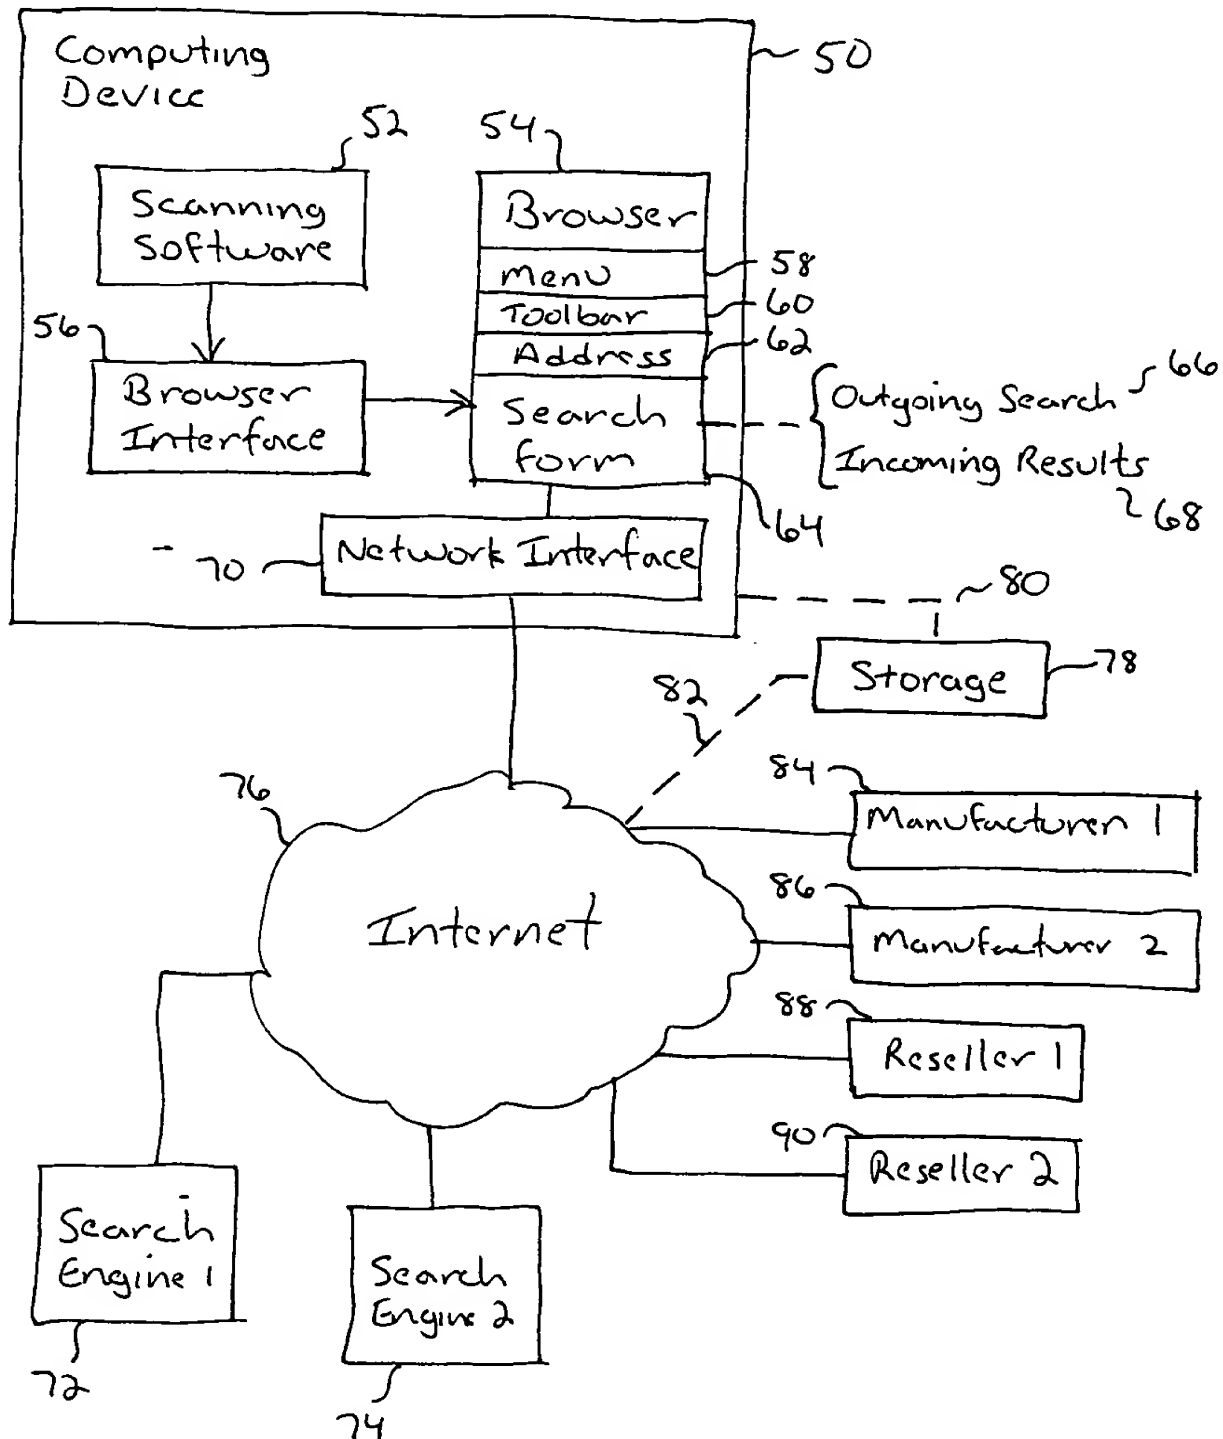 Computing
Device
50
52
54
Scanning
Software
Browser
Menu
58
Toolbar
60
Address
62
56
Browser
Interface
Search
form
64
Outgoing Search
66
Incoming Results
68
70
Network Interface
80
Storage
78
82
76
84
Manufacturer 1
86
Manufacturer 2
Internet
88
Reseller 1
90
Reseller 2
Search
Engine 1
72
Search
Engine 2
74